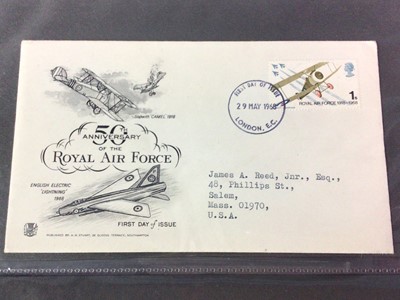 Sopwith CAMEL 1918
50TH
ANNIVERSARY
OF THE
ROYAL AIR FORCE
ENGLISH ELECTRIC
'LIGHTNING'
1968
FIRST DAY of ISSUE
FIRST DAY OF ISSUE
29 MAY 1968
LONDON, E.C.
ROYAL AIR FORCE 1918-1968
James A. Reed, Jnr., Esq.,
48, Phillips St.,
Salem,
Mass. 01970,
U.S.A.